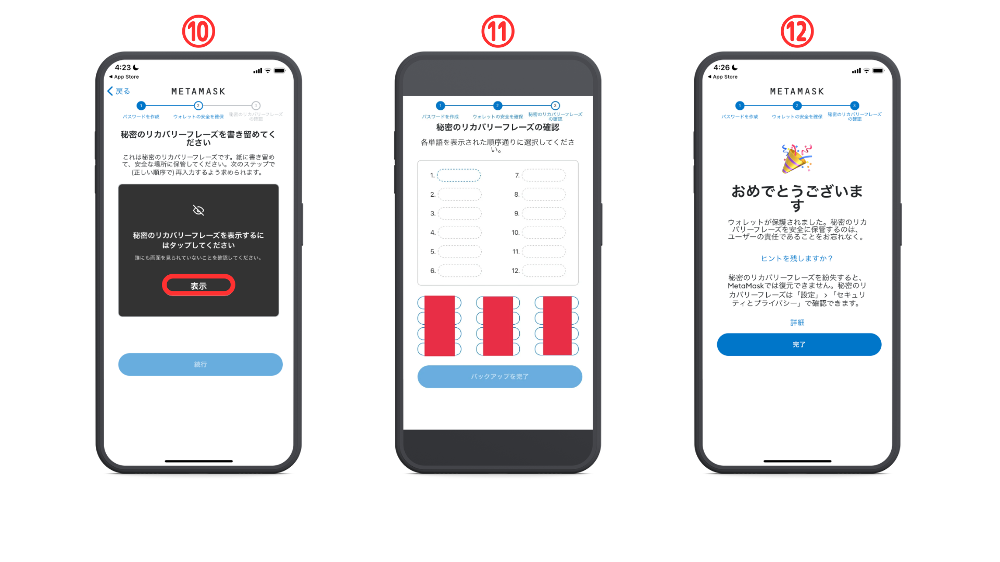 ⑩
4:23
◀ App Store
戻る
METAMASK
1
2
3
パスワードを作成
ウォレットの安全を確保
秘密のリカバリーフレーズ
の確認
秘密のリカバリーフレーズを書き留めてく
ださい
これは秘密のリカバリーフレーズです。紙に書き留め
て、安全な場所に保管してください。次のステップで
(正しい順序で) 再入力するよう求められます。
秘密のリカバリーフレーズを表示するに
はタップしてください
誰にも画面を見られていないことを確認してください。
表示
続行
⑪
1
2
3
パスワードを作成
ウォレットの安全を確保
秘密のリカバリーフレーズ
の確認
秘密のリカバリーフレーズの確認
各単語を表示された順序通りに選択してくださ
い。
1.
2.
3.
4.
5.
6.
7.
8.
9.
10.
11.
12.
バックアップを完了
⑫
4:26
◀ App Store
METAMASK
1
2
3
パスワードを作成
ウォレットの安全を確保
秘密のリカバリーフレーズ
の確認
おめでとうございま
す
ウォレットが保護されました。秘密のリカ
バリーフレーズを安全に保管するのは、
ユーザーの責任であることをお忘れなく。
ヒントを残しますか？
秘密のリカバリーフレーズを紛失すると、
MetaMaskでは復元できません。秘密のリ
カバリーフレーズは「設定」>「セキュリ
ティとプライバシー」で確認できます。
詳細
完了